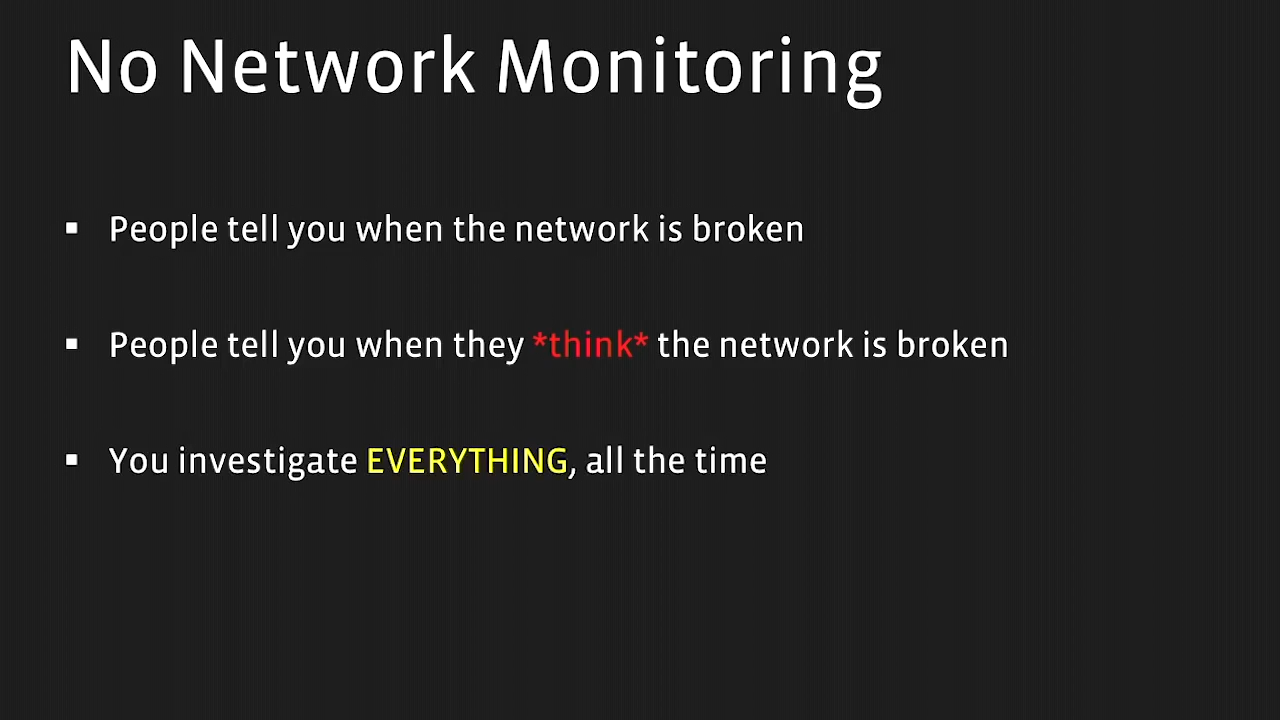 No Network Monitoring
▪ People tell you when the network is broken
▪ People tell you when they *think* the network is broken
▪ You investigate EVERYTHING, all the time